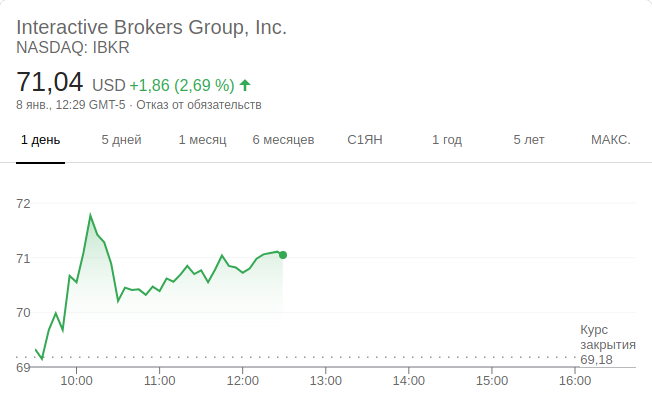 Interactive Brokers Group, Inc.
NASDAQ: IBKR
71,04 USD +1,86 (2,69 %)
8 янв., 12:29 GMT-5 · Отказ от обязательств
1 день 5 дней 1 месяц 6 месяцев С1ЯН 1 год 5 лет МАКС.
72
71
70
Курс
закрытия
69,18
69
10:00 11:00 12:00 13:00 14:00 15:00 16:00